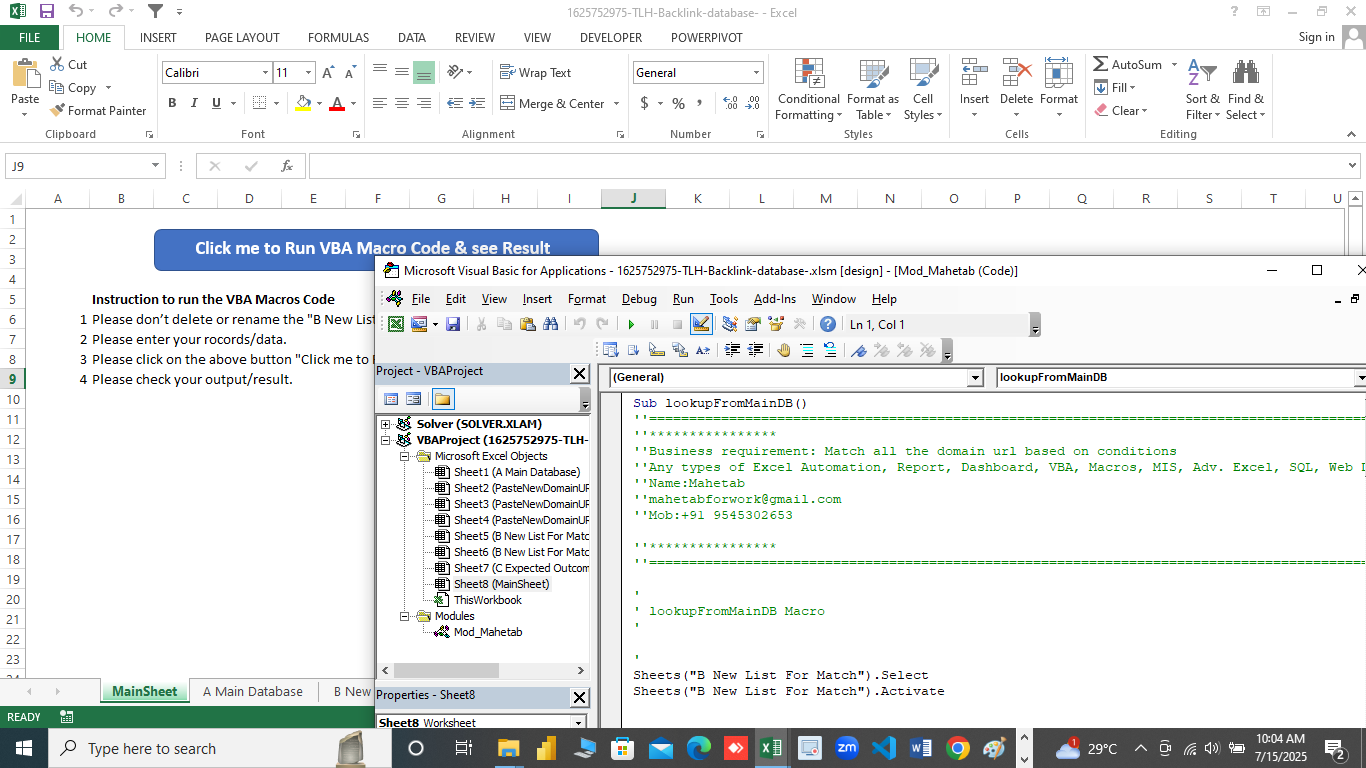 1625752975-TLH-Backlink-database- - Excel
FILE HOME INSERT PAGE LAYOUT FORMULAS DATA REVIEW VIEW DEVELOPER POWERPIVOT Sign in
Paste
Cut
Copy
Format Painter
Clipboard
Calibri 11
B I U
Font
Wrap Text
Merge & Center
Alignment
General
$ % ,
Number
Conditional Formatting
Format as Table
Cell Styles
Styles
Insert
Delete
Format
Cells
AutoSum
Fill
Clear
Sort & Filter
Find & Select
Editing
J9 fx
A B C D E F G H I J K L M N O P Q R S T U
1
2
3
4
5
6
7
8
9
10
11
12
13
14
15
16
17
18
19
20
21
22
23
Click me to Run VBA Macro Code & see Result
Instruction to run the VBA Macros Code
1 Please don't delete or rename the "B New List
2 Please enter your rocords/data.
3 Please click on the above button "Click me to
4 Please check your output/result.
Microsoft Visual Basic for Applications - 1625752975-TLH-Backlink-database-.xlsm [design] - [Mod_Mahetab (Code)]
File Edit View Insert Format Debug Run Tools Add-Ins Window Help
Ln 1, Col 1
Project - VBAProject
Solver (SOLVER.XLAM)
VBAProject (1625752975-TLH-
Microsoft Excel Objects
Sheet1 (A Main Database)
Sheet2 (PasteNewDomainUR
Sheet3 (PasteNewDomainUR
Sheet4 (PasteNewDomainUR
Sheet5 (B New List For Matc
Sheet6 (B New List For Matc
Sheet7 (C Expected Outcom
Sheet8 (MainSheet)
ThisWorkbook
Modules
Mod_Mahetab
Properties - Sheet8
Sheet8 Worksheet
(General) lookupFromMainDB
Sub lookupFromMainDB()
''==========================================================================================
''****************
''Business requirement: Match all the domain url based on conditions
''Any types of Excel Automation, Report, Dashboard, VBA, Macros, MIS, Adv. Excel, SQL, Web
''Name:Mahetab
''mahetabforwork@gmail.com
''Mob:+91 9545302653
''****************
''==========================================================================================
'
' lookupFromMainDB Macro
'
'
Sheets("B New List For Match").Select
Sheets("B New List For Match").Activate
MainSheet A Main Database B New
READY
Type here to search
zm
29°C
10:04 AM
7/15/2025
2